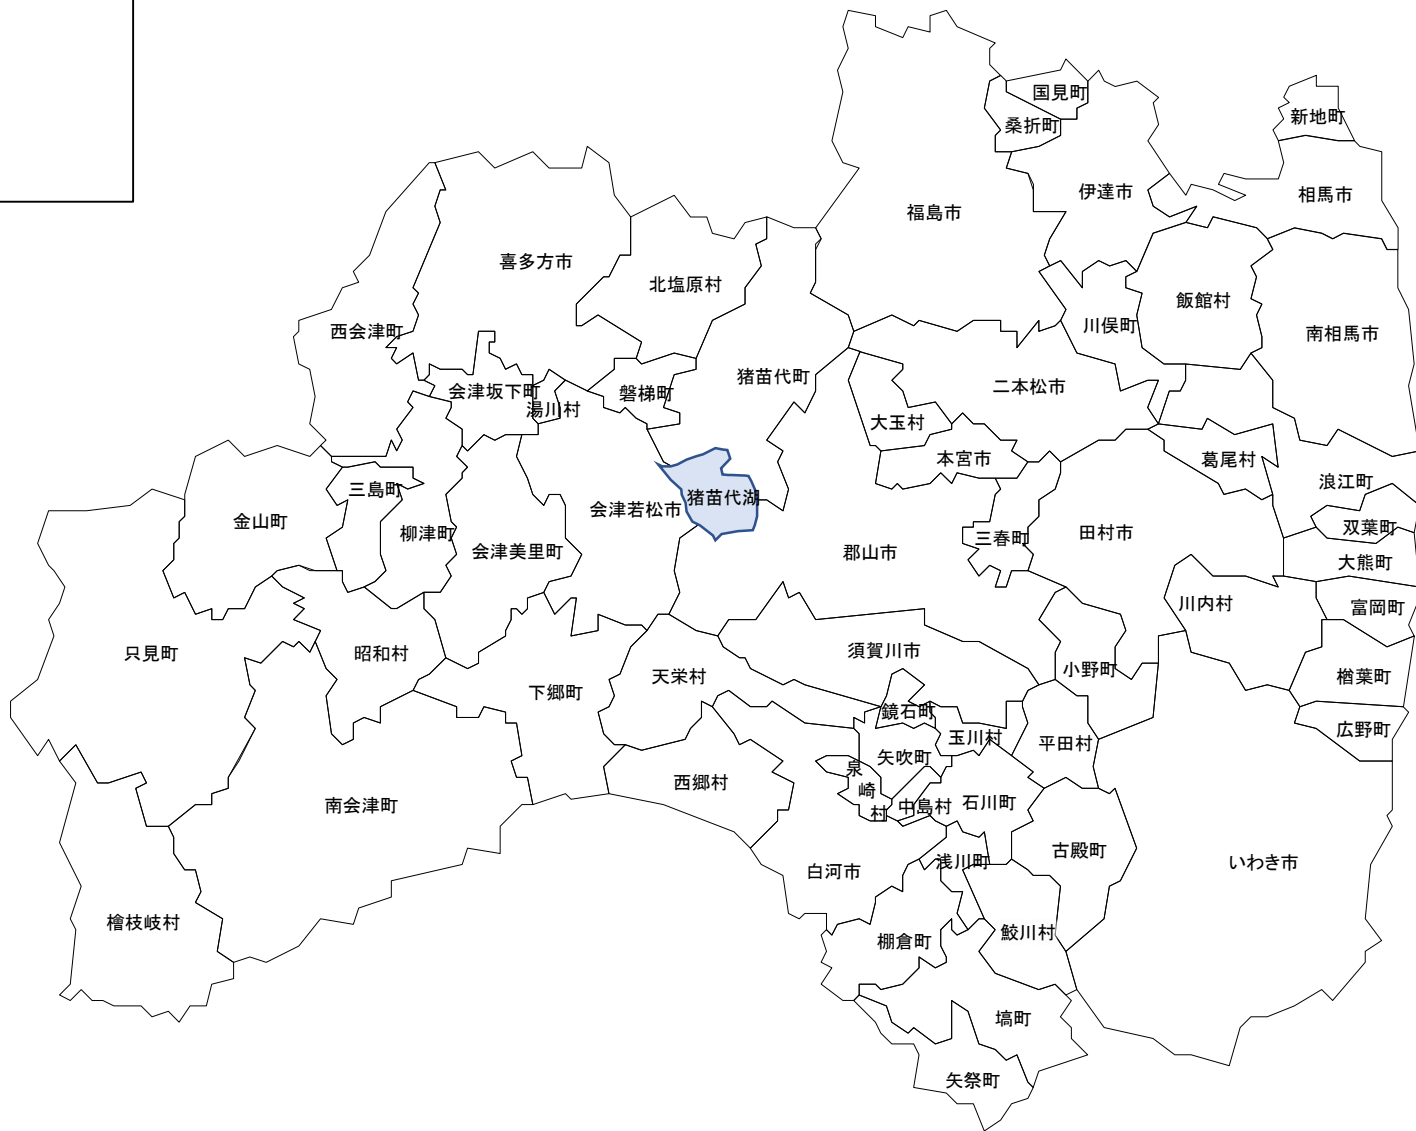 国見町
新地町
桑折町
伊達市
相馬市
福島市
喜多方市
北塩原村
飯館村
川俣町
西会津町
南相馬市
猪苗代町
二本松市
会津坂下町
磐梯町
湯川村
大玉村
本宮市
葛尾村
浪江町
三島町
猪苗代湖
会津若松市
金山町
双葉町
柳津町
田村市
三春町
会津美里町
郡山市
大熊町
川内村
富岡町
只見町
昭和村
須賀川市
小野町
天栄村
楢葉町
下郷町
鏡石町
広野町
玉川村
平田村
矢吹町
泉
崎
村
西郷村
南会津町
中島村
石川町
古殿町
浅川町
いわき市
白河市
檜枝岐村
鮫川村
棚倉町
塙町
矢祭町